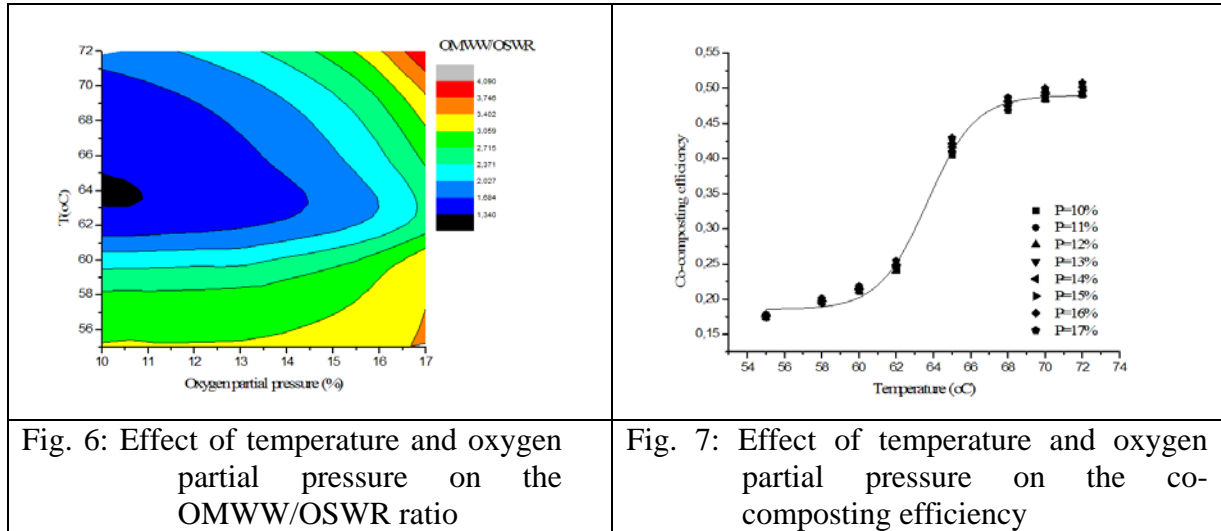 OMWW/OSWR
72
70
68
66
64
62
60
58
56
T(oC)
4,090
3,746
3,402
3,059
2,715
2,371
2,027
1,684
1,340
10 11 12 13 14 15 16 17
Oxygen partial pressure (%)
Fig. 6: Effect of temperature and oxygen
partial pressure on the
OMWW/OSWR ratio
0,55
0,50
0,45
0,40
0,35
0,30
0,25
0,20
0,15
Co-composting efficiency
P=10%
P=11%
P=12%
P=13%
P=14%
P=15%
P=16%
P=17%
54 56 58 60 62 64 66 68 70 72 74
Temperature (oC)
Fig. 7: Effect of temperature and oxygen
partial pressure on the co-
composting efficiency